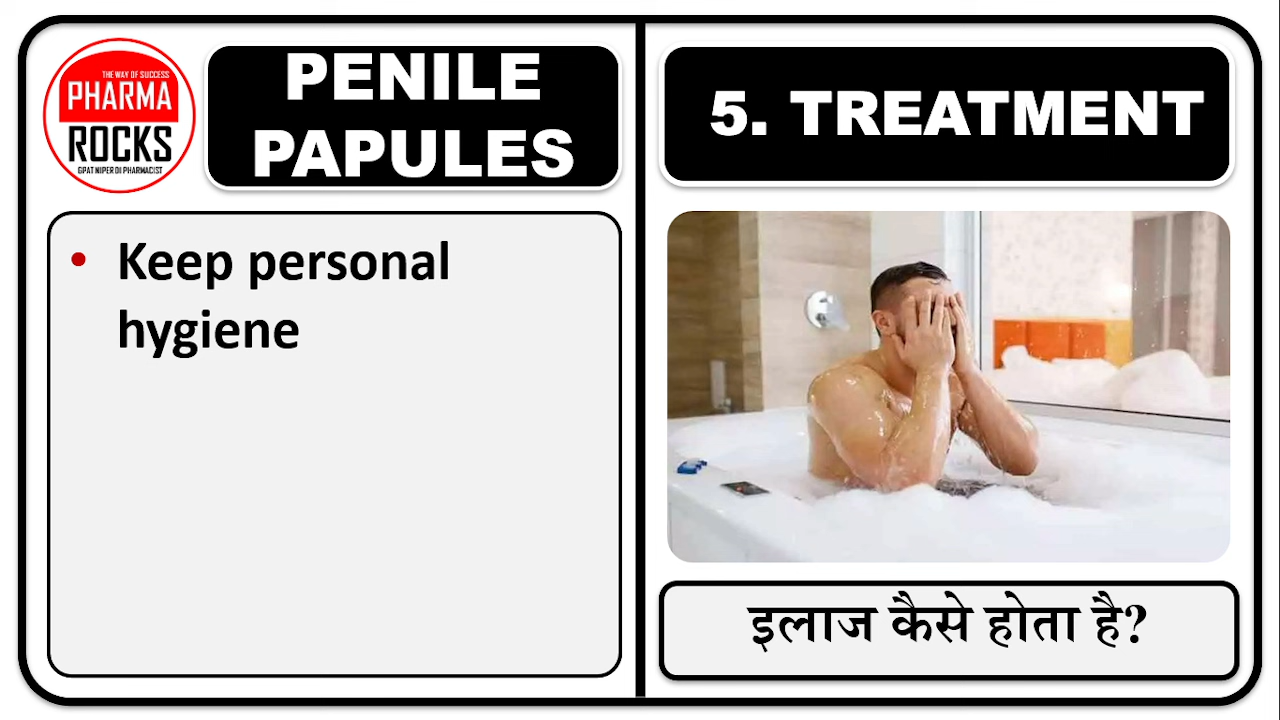 THE WAY OF SUCCESS
PHARMA
ROCKS
GPAT NIPER DI PHARMACIST
PENILE
PAPULES
5. TREATMENT
• Keep personal
hygiene
इलाज कैसे होता है?